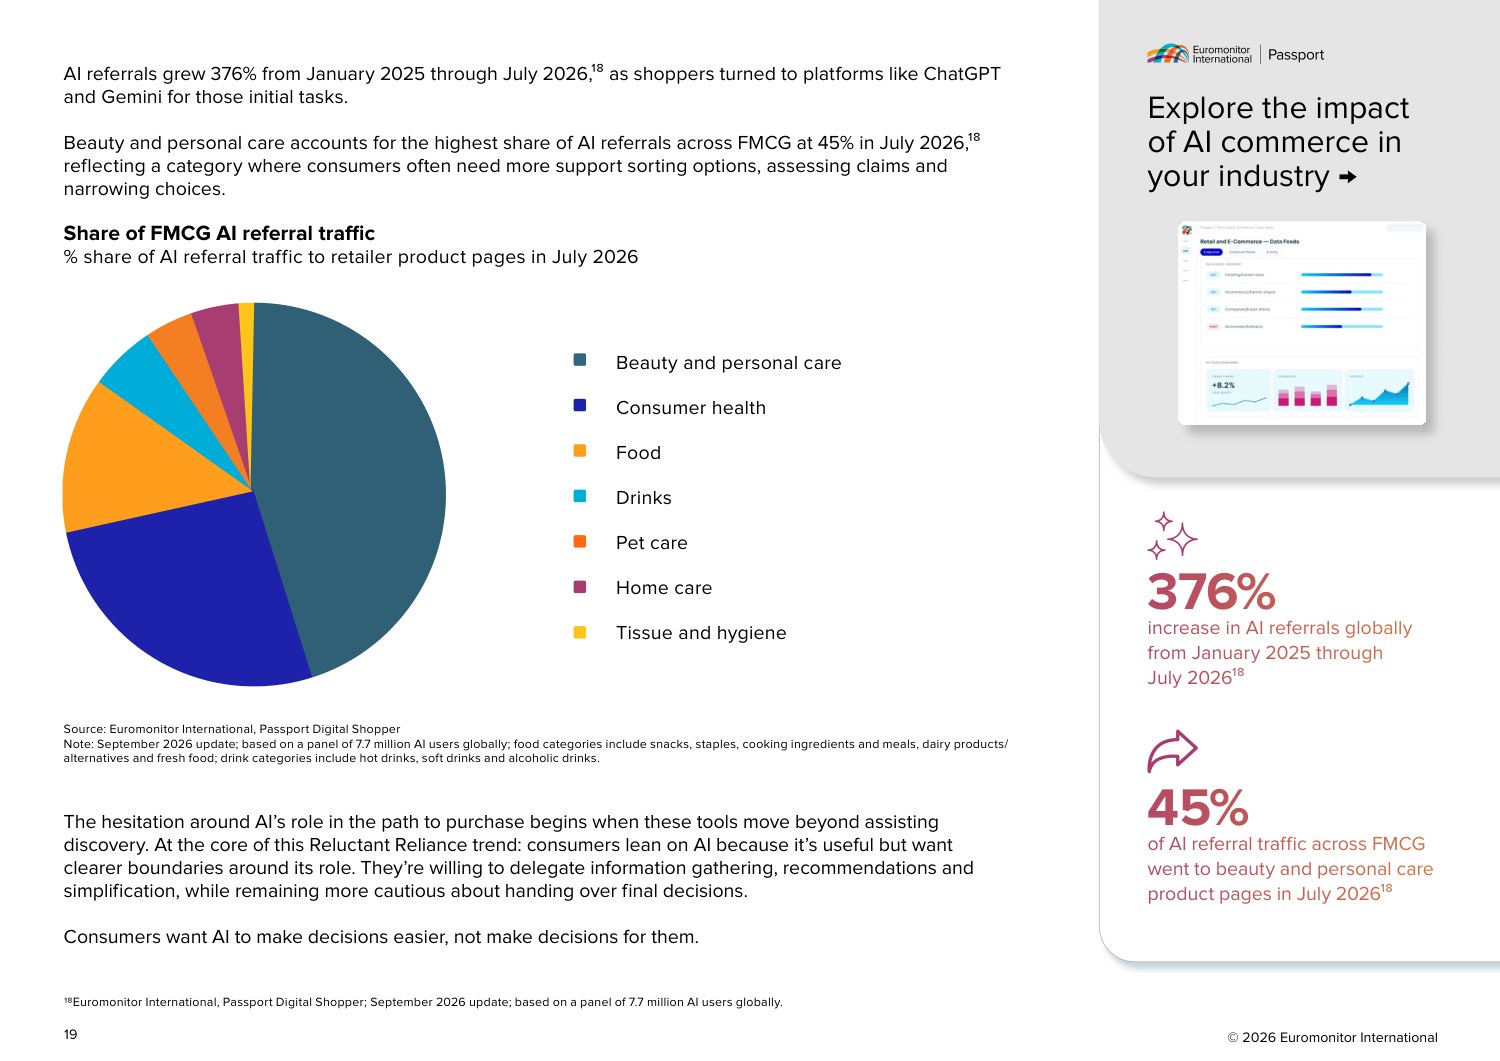 AI referrals grew 376% from January 2025 through July 2026,¹⁸ as shoppers turned to platforms like ChatGPT
and Gemini for those initial tasks.
Beauty and personal care accounts for the highest share of AI referrals across FMCG at 45% in July 2026,¹⁸
reflecting a category where consumers often need more support sorting options, assessing claims and
narrowing choices.
Share of FMCG AI referral traffic
% share of AI referral traffic to retailer product pages in July 2026
Beauty and personal care
Consumer health
Food
Drinks
Pet care
Home care
Tissue and hygiene
Source: Euromonitor International, Passport Digital Shopper
Note: September 2026 update; based on a panel of 7.7 million AI users globally; food categories include snacks, staples, cooking ingredients and meals, dairy products/
alternatives and fresh food; drink categories include hot drinks, soft drinks and alcoholic drinks.
The hesitation around AI’s role in the path to purchase begins when these tools move beyond assisting
discovery. At the core of this Reluctant Reliance trend: consumers lean on AI because it’s useful but want
clearer boundaries around its role. They’re willing to delegate information gathering, recommendations and
simplification, while remaining more cautious about handing over final decisions.
Consumers want AI to make decisions easier, not make decisions for them.
¹⁸Euromonitor International, Passport Digital Shopper; September 2026 update; based on a panel of 7.7 million AI users globally.
19
Euromonitor
International
Passport
Explore the impact
of AI commerce in
your industry →
Retail and E-Commerce — Data Feeds
+8.2%
376%
increase in AI referrals globally
from January 2025 through
July 2026¹⁸
45%
of AI referral traffic across FMCG
went to beauty and personal care
product pages in July 2026¹⁸
© 2026 Euromonitor International